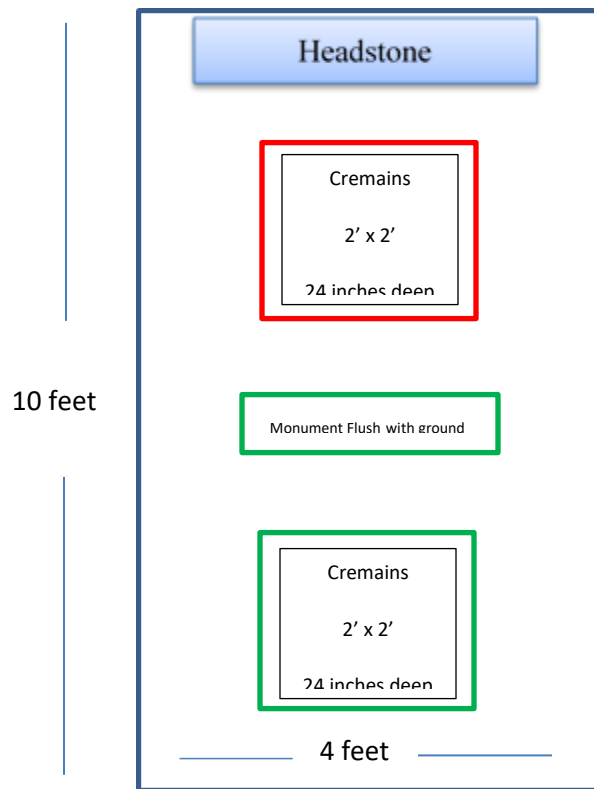 Headstone
Cremains
2’ x 2’
24 inches deep
10 feet
Monument Flush with ground
Cremains
2’ x 2’
24 inches deep
4 feet